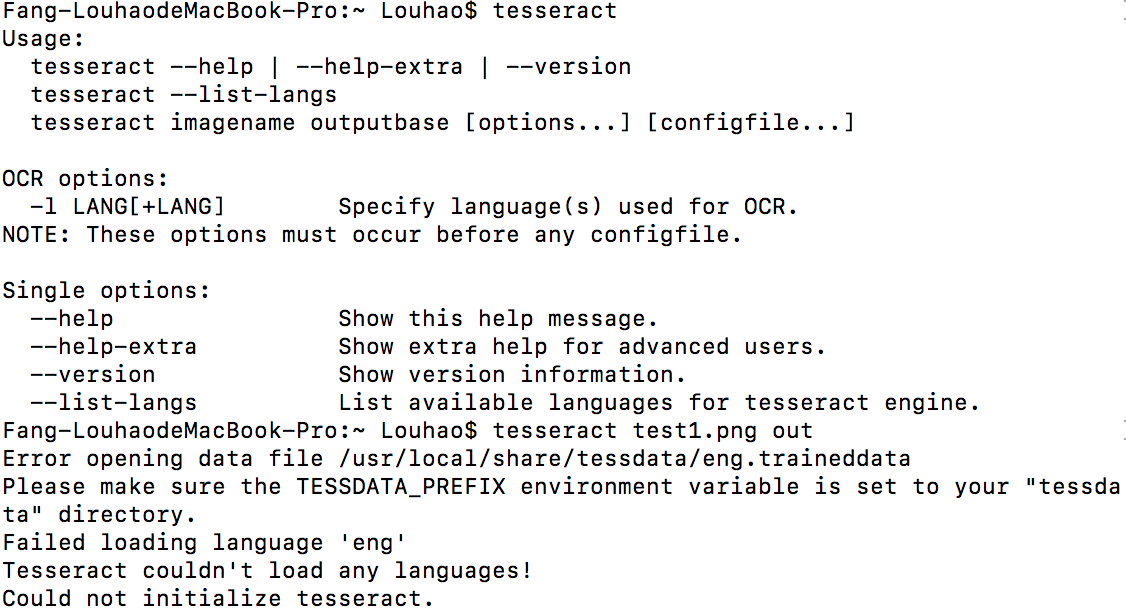 Fang-LouhaodeMacBook-Pro:~ Louhao$ tesseract
Usage:
  tesseract --help | --help-extra | --version
  tesseract --list-langs
  tesseract imagename outputbase [options...] [configfile...]

OCR options:
  -l LANG[+LANG]        Specify language(s) used for OCR.
NOTE: These options must occur before any configfile.

Single options:
  --help                Show this help message.
  --help-extra          Show extra help for advanced users.
  --version             Show version information.
  --list-langs          List available languages for tesseract engine.
Fang-LouhaodeMacBook-Pro:~ Louhao$ tesseract test1.png out
Error opening data file /usr/local/share/tessdata/eng.traineddata
Please make sure the TESSDATA_PREFIX environment variable is set to your "tessda
ta" directory.
Failed loading language 'eng'
Tesseract couldn't load any languages!
Could not initialize tesseract.